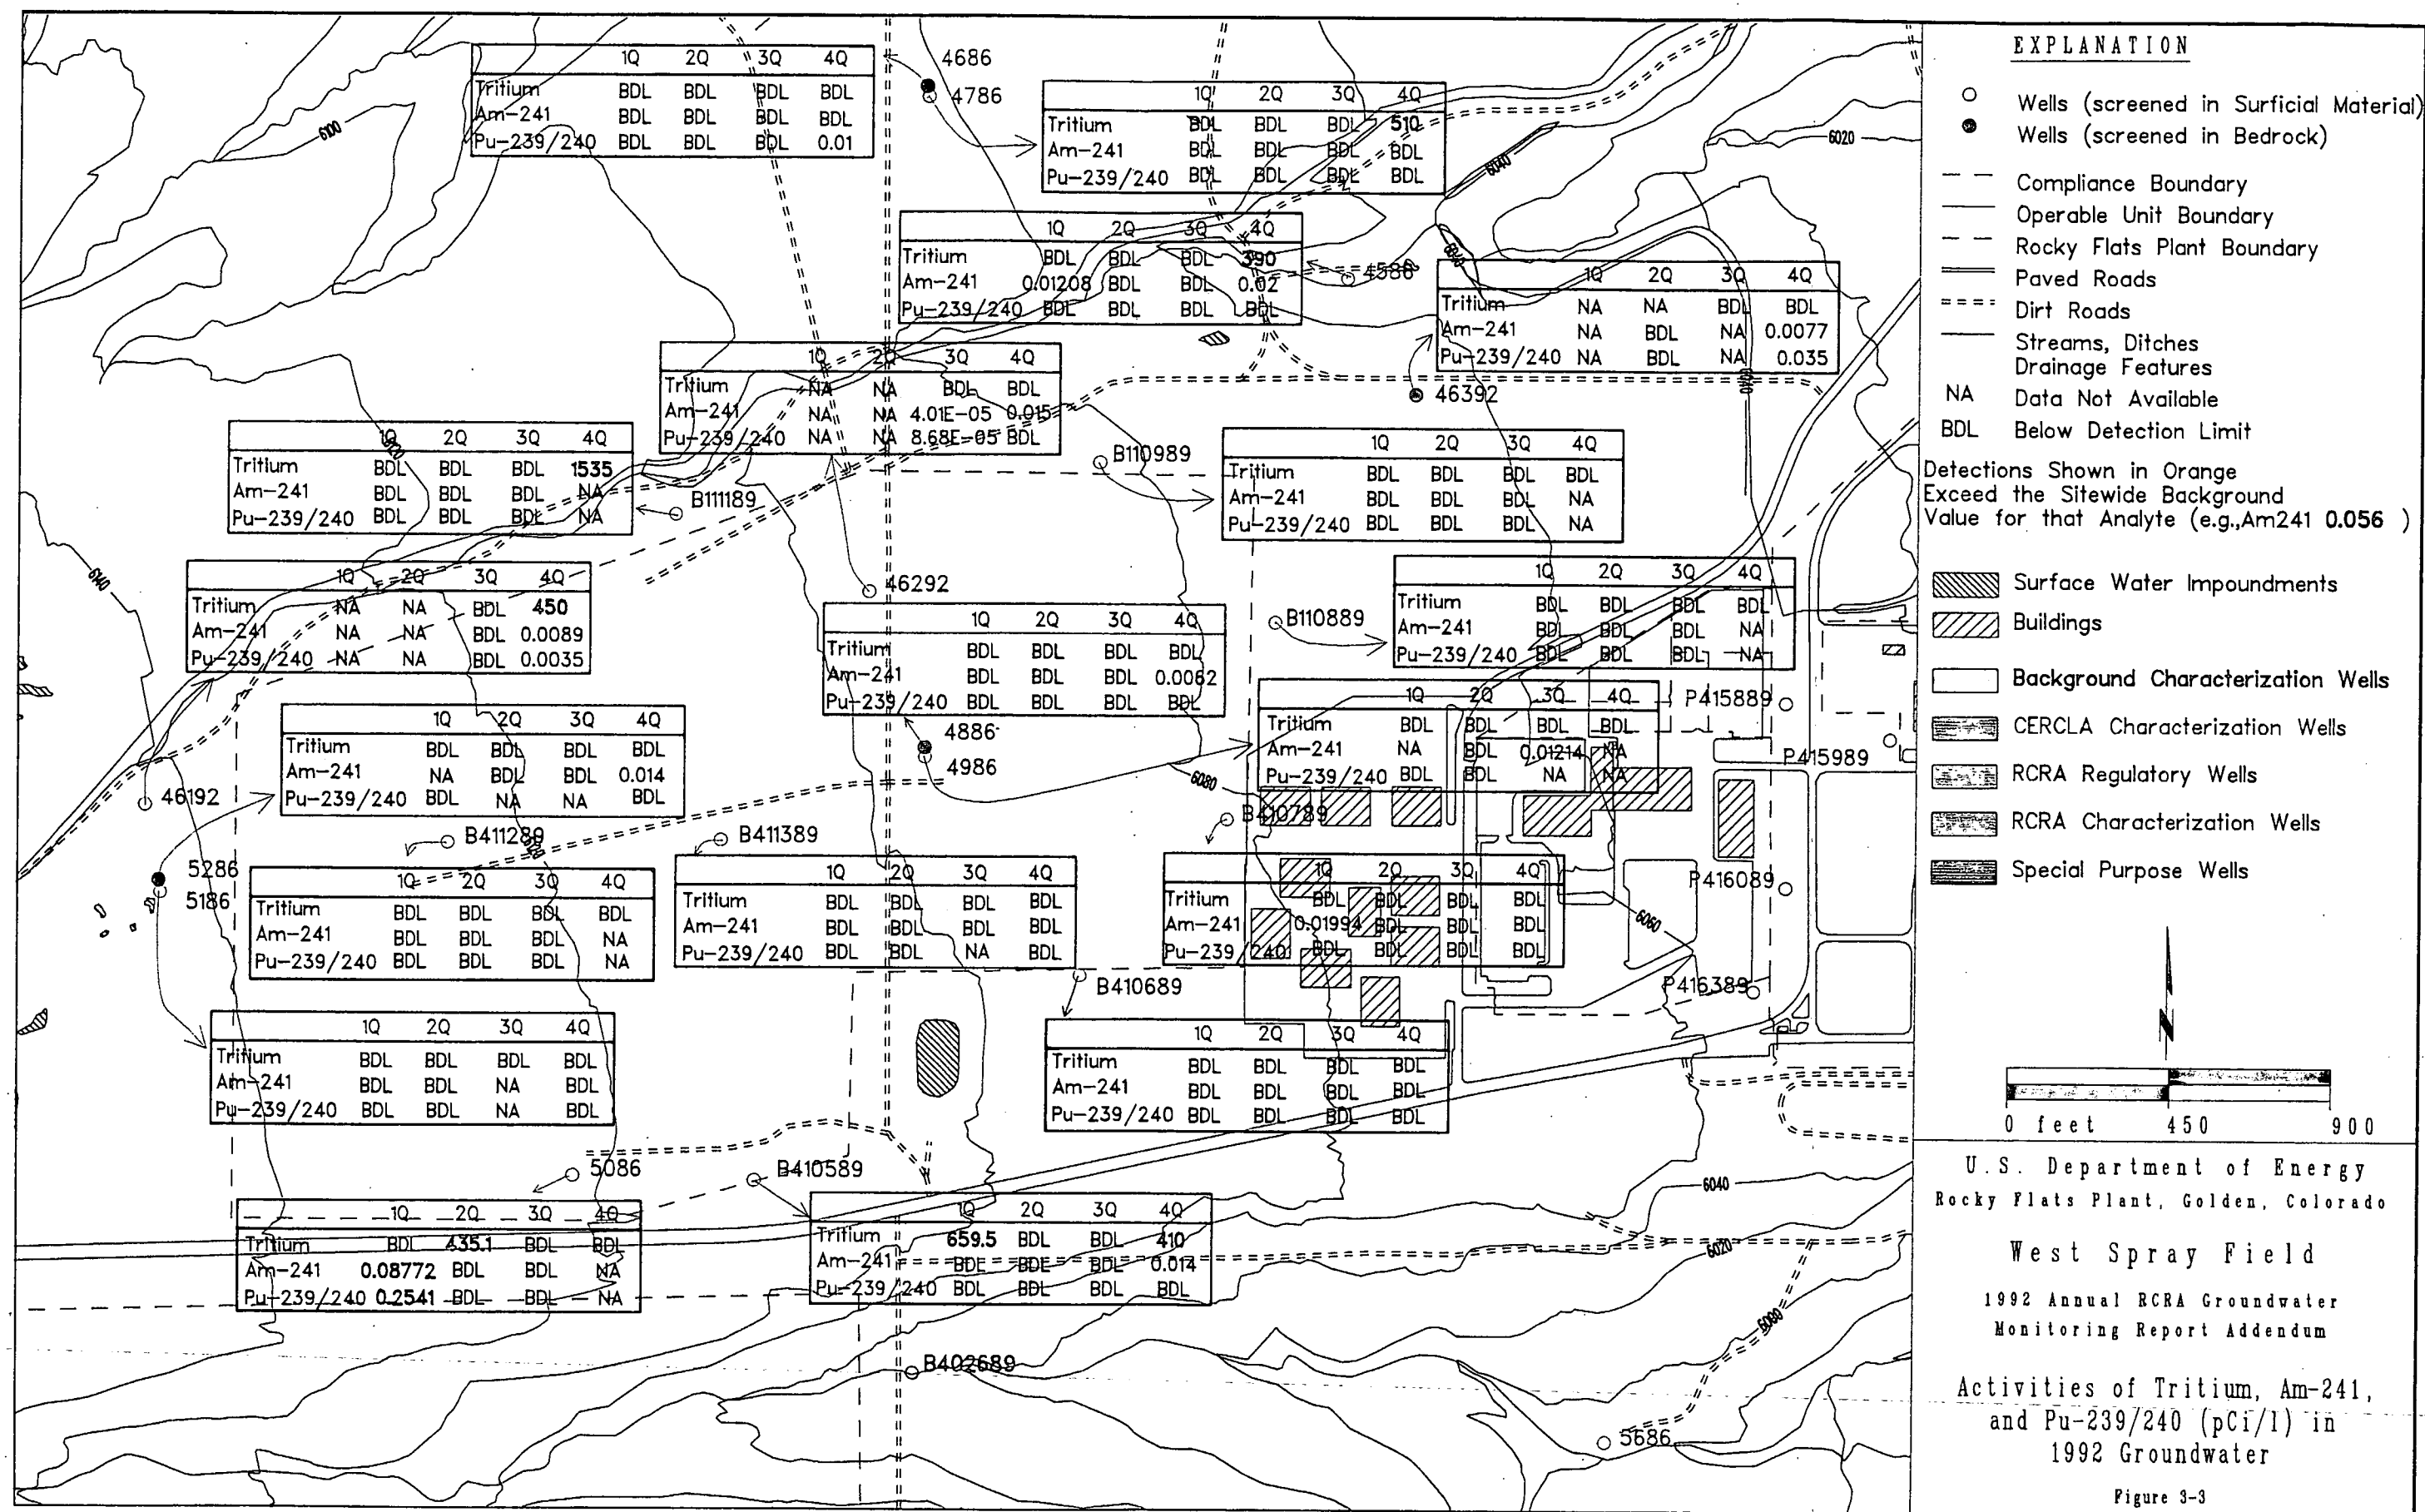 1Q 2Q 3Q 4Q
Tritium BDL BDL BDL BDL
Am-241 BDL BDL BDL BDL
Pu-239/240 BDL BDL BDL 0.01
4686
4786
1Q 2Q 3Q 4Q
Tritium BDL BDL BDL 510
Am-241 BDL BDL BDL BDL
Pu-239/240 BDL BDL BDL BDL
6100
6020
6040
1Q 2Q 3Q 4Q
Tritium BDL BDL BDL 390
Am-241 0.01208 BDL BDL 0.02
Pu-239/240 BDL BDL BDL BDL
4586
1Q 2Q 3Q 4Q
Tritium NA NA BDL BDL
Am-241 NA BDL NA 0.0077
Pu-239/240 NA BDL NA 0.035
46392
1Q 2Q 3Q 4Q
Tritium NA NA BDL BDL
Am-241 NA NA 4.01E-05 0.015
Pu-239/240 NA NA 8.68E-05 BDL
1Q 2Q 3Q 4Q
Tritium BDL BDL BDL 1535
Am-241 BDL BDL BDL NA
Pu-239/240 BDL BDL BDL NA
B111189
B110989
1Q 2Q 3Q 4Q
Tritium BDL BDL BDL BDL
Am-241 BDL BDL BDL NA
Pu-239/240 BDL BDL BDL NA
6140
1Q 2Q 3Q 4Q
Tritium NA NA BDL 450
Am-241 NA NA BDL 0.0089
Pu-239/240 NA NA BDL 0.0035
46292
1Q 2Q 3Q 4Q
Tritium BDL BDL BDL BDL
Am-241 BDL BDL BDL 0.0062
Pu-239/240 BDL BDL BDL BDL
B110889
1Q 2Q 3Q 4Q
Tritium BDL BDL BDL BDL
Am-241 BDL BDL BDL NA
Pu-239/240 BDL BDL BDL NA
1Q 2Q 3Q 4Q
Tritium BDL BDL BDL BDL
Am-241 NA BDL 0.01214 NA
Pu-239/240 BDL BDL NA NA
P415889
P415989
4886
4986
6080
1Q 2Q 3Q 4Q
Tritium BDL BDL BDL BDL
Am-241 NA BDL BDL 0.014
Pu-239/240 BDL NA NA BDL
46192
B411289
B411389
B410789
5286
5186
1Q 2Q 3Q 4Q
Tritium BDL BDL BDL BDL
Am-241 BDL BDL BDL NA
Pu-239/240 BDL BDL BDL NA
1Q 2Q 3Q 4Q
Tritium BDL BDL BDL BDL
Am-241 BDL BDL BDL BDL
Pu-239/240 BDL BDL NA BDL
1Q 2Q 3Q 4Q
Tritium BDL BDL BDL BDL
Am-241 0.01994 BDL BDL BDL
Pu-239/240 BDL BDL BDL BDL
P416089
6060
P416389
B410689
1Q 2Q 3Q 4Q
Tritium BDL BDL BDL BDL
Am-241 BDL BDL NA BDL
Pu-239/240 BDL BDL NA BDL
1Q 2Q 3Q 4Q
Tritium BDL BDL BDL BDL
Am-241 BDL BDL BDL BDL
Pu-239/240 BDL BDL BDL BDL
5086
B410589
6040
1Q 2Q 3Q 4Q
Tritium BDL 435.1 BDL BDL
Am-241 0.08772 BDL BDL NA
Pu-239/240 0.2541 BDL BDL NA
1Q 2Q 3Q 4Q
Tritium 659.5 BDL BDL 410
Am-241 BDL BDL BDL 0.014
Pu-239/240 BDL BDL BDL BDL
6020
6000
B402689
5686
EXPLANATION
Wells (screened in Surficial Material)
Wells (screened in Bedrock)
Compliance Boundary
Operable Unit Boundary
Rocky Flats Plant Boundary
Paved Roads
Dirt Roads
Streams, Ditches
Drainage Features
NA Data Not Available
BDL Below Detection Limit
Detections Shown in Orange
Exceed the Sitewide Background
Value for that Analyte (e.g.,Am241 0.056 )
Surface Water Impoundments
Buildings
Background Characterization Wells
CERCLA Characterization Wells
RCRA Regulatory Wells
RCRA Characterization Wells
Special Purpose Wells
N
0 feet 450 900
U.S. Department of Energy
Rocky Flats Plant, Golden, Colorado
West Spray Field
1992 Annual RCRA Groundwater
Monitoring Report Addendum
Activities of Tritium, Am-241,
and Pu-239/240 (pCi/l) in
1992 Groundwater
Figure 3-3